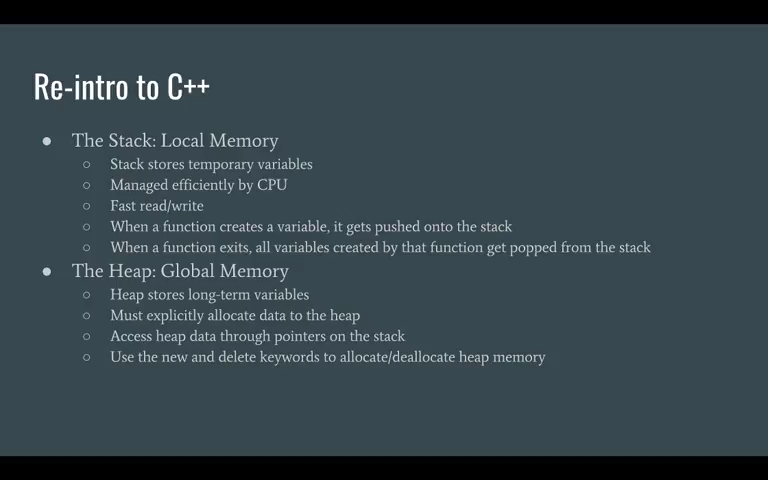 Re-intro to C++
● The Stack: Local Memory
○ Stack stores temporary variables
○ Managed efficiently by CPU
○ Fast read/write
○ When a function creates a variable, it gets pushed onto the stack
○ When a function exits, all variables created by that function get popped from the stack
● The Heap: Global Memory
○ Heap stores long-term variables
○ Must explicitly allocate data to the heap
○ Access heap data through pointers on the stack
○ Use the new and delete keywords to allocate/deallocate heap memory